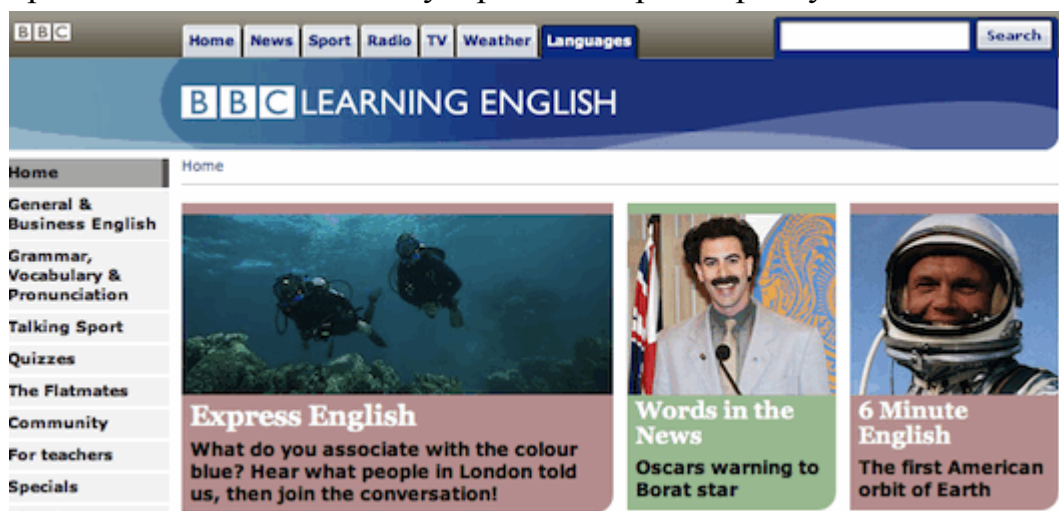 BBC
Home News Sport Radio TV Weather Languages
Search
BBC LEARNING ENGLISH
Home
Home
General &
Business English
Grammar,
Vocabulary &
Pronunciation
Talking Sport
Quizzes
The Flatmates
Community
For teachers
Specials
Express English
What do you associate with the colour
blue? Hear what people in London told
us, then join the conversation!
Words in the
News
Oscars warning to
Borat star
6 Minute
English
The first American
orbit of Earth